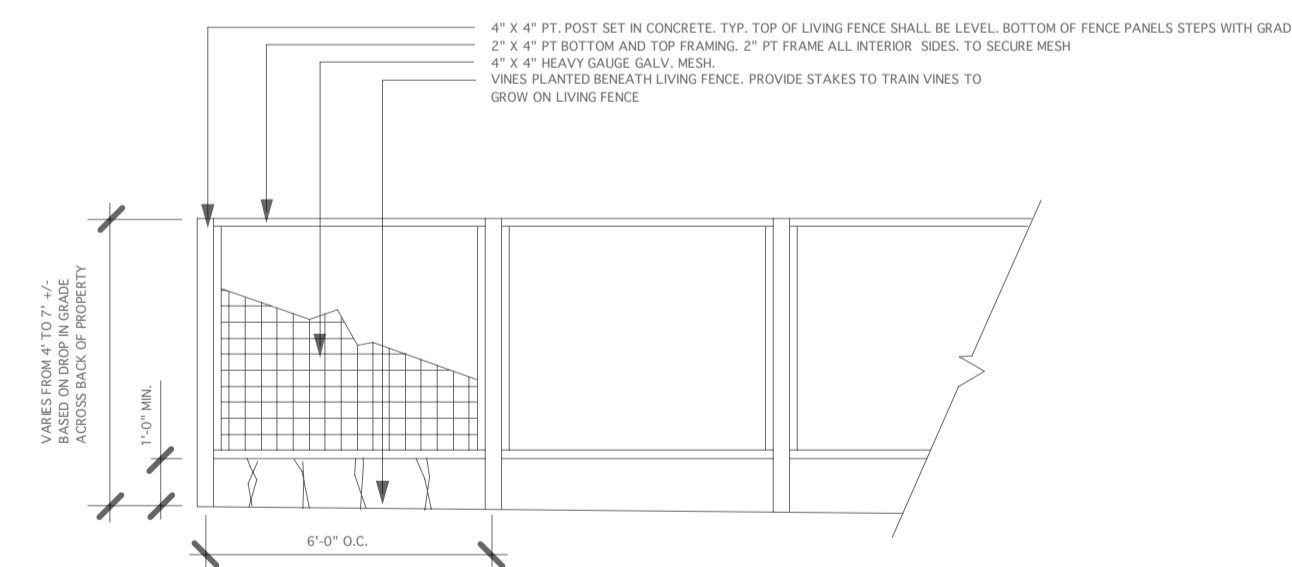 4" X 4" PT. POST SET IN CONCRETE. TYP. TOP OF LIVING FENCE SHALL BE LEVEL. BOTTOM OF FENCE PANELS STEPS WITH GRAD
2" X 4" PT BOTTOM AND TOP FRAMING. 2" PT FRAME ALL INTERIOR SIDES. TO SECURE MESH
4" X 4" HEAVY GAUGE GALV. MESH.
VINES PLANTED BENEATH LIVING FENCE. PROVIDE STAKES TO TRAIN VINES TO
GROW ON LIVING FENCE
VARIES FROM 4' TO 7' +/-
BASED ON DROP IN GRADE
ACROSS BACK OF PROPERTY
1'-0" MIN.
6'-0" O.C.